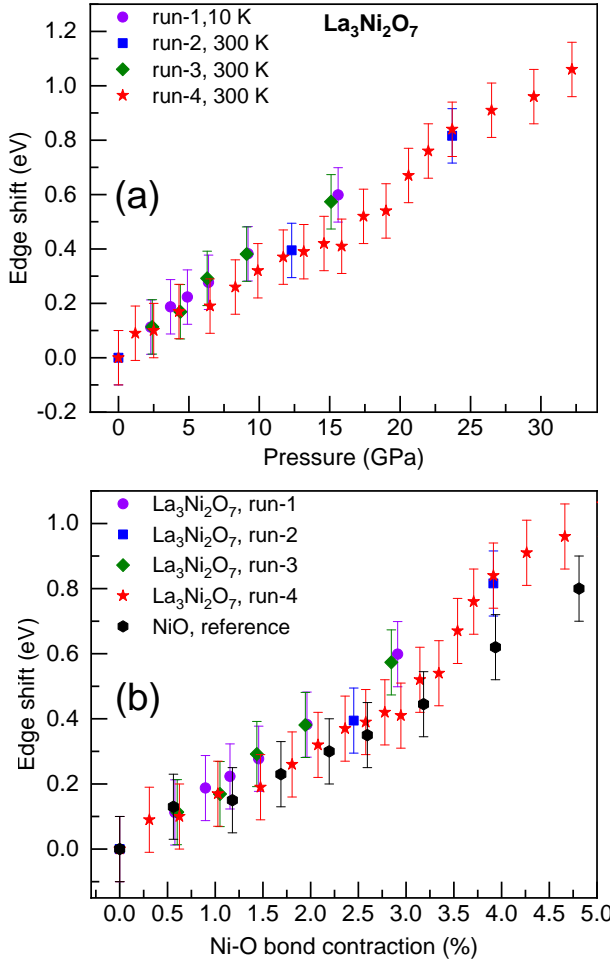 La3Ni2O7
run-1,10 K
run-2, 300 K
run-3, 300 K
run-4, 300 K
(a)
Edge shift (eV)
1.2
1.0
0.8
0.6
0.4
0.2
0.0
-0.2
0 5 10 15 20 25 30
Pressure (GPa)
La3Ni2O7, run-1
La3Ni2O7, run-2
La3Ni2O7, run-3
La3Ni2O7, run-4
NiO, reference
(b)
Edge shift (eV)
1.0
0.8
0.6
0.4
0.2
0.0
0.0 0.5 1.0 1.5 2.0 2.5 3.0 3.5 4.0 4.5 5.0
Ni-O bond contraction (%)